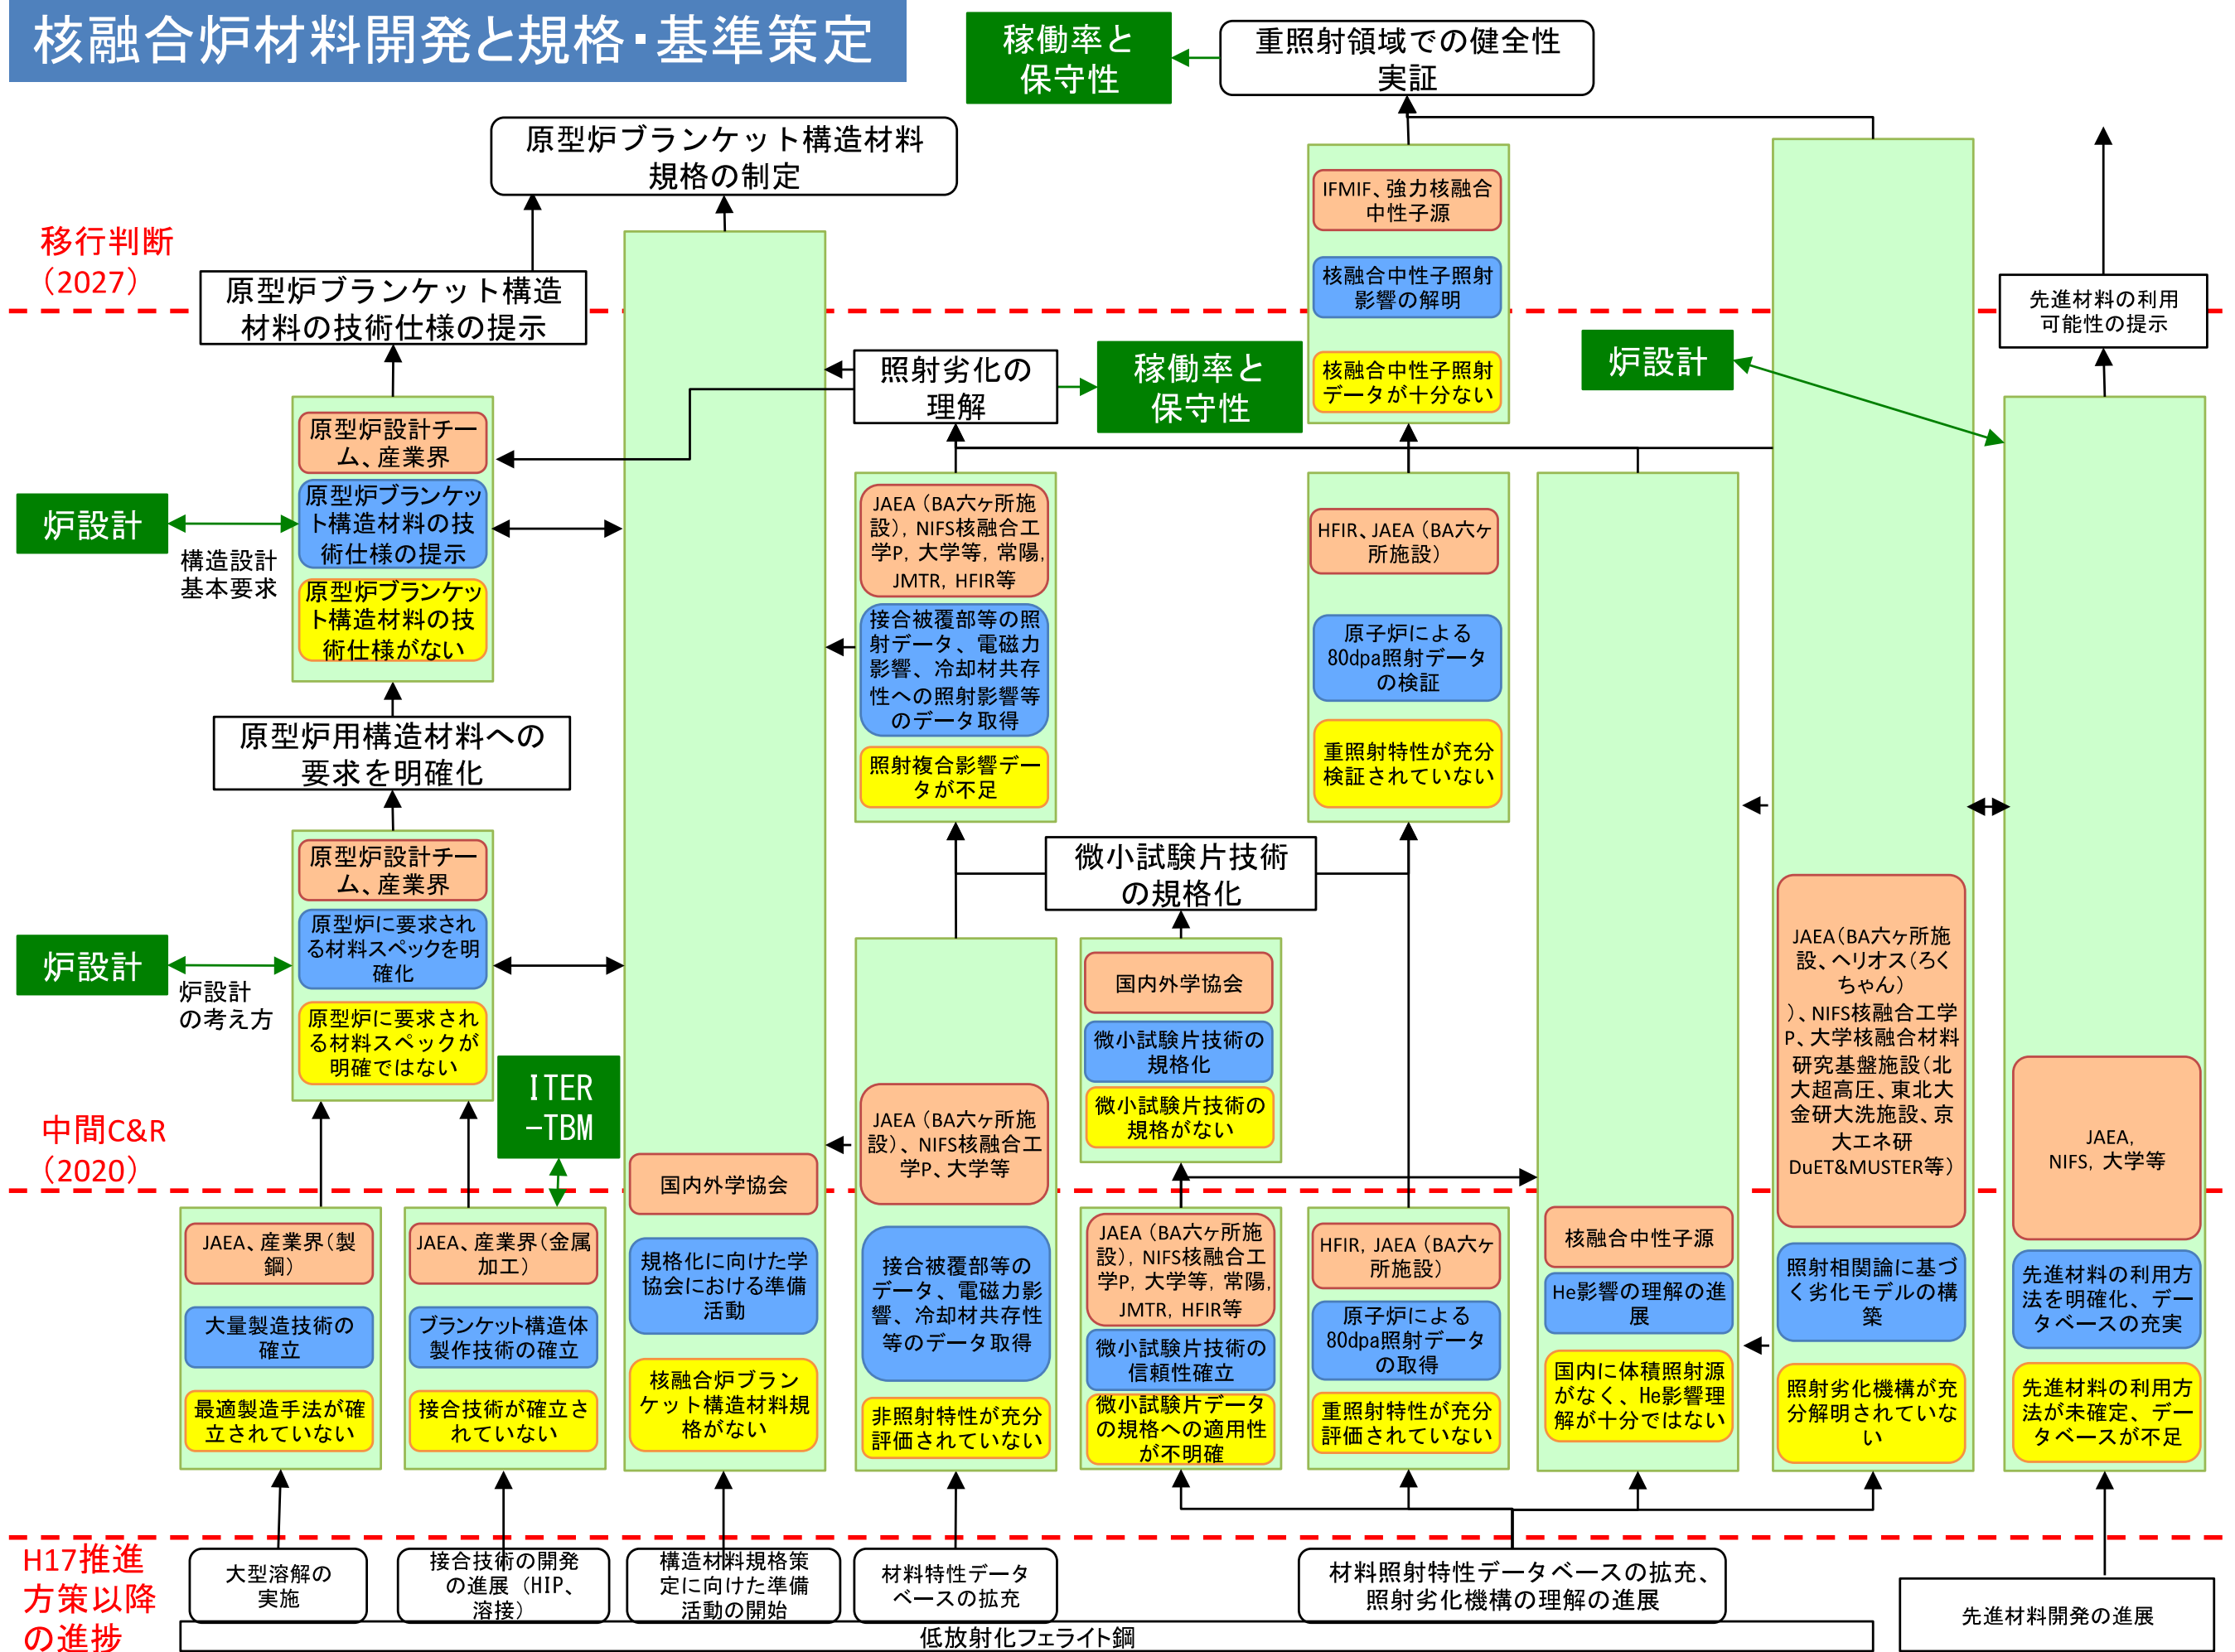 核融合炉材料開発と規格・基準策定
稼働率と
保守性
重照射領域での健全性
実証
原型炉ブランケット構造材料
規格の制定
移行判断
（2027）
原型炉ブランケット構造
材料の技術仕様の提示
IFMIF、強力核融合
中性子源
核融合中性子照射
影響の解明
核融合中性子照射
データが十分ない
先進材料の利用
可能性の提示
炉設計
照射劣化の
理解
稼働率と
保守性
原型炉設計チー
ム、産業界
原型炉ブランケッ
ト構造材料の技
術仕様の提示
原型炉ブランケッ
ト構造材料の技
術仕様がない
炉設計
構造設計
基本要求
JAEA（BA六ヶ所施
設），NIFS核融合工
学P，大学等，常陽，
JMTR，HFIR等
接合被覆部等の照
射データ、電磁力
影響、冷却材共存
性への照射影響等
のデータ取得
照射複合影響デー
タが不足
HFIR、JAEA（BA六ヶ
所施設）
原子炉による
80dpa照射データ
の検証
重照射特性が充分
検証されていない
原型炉用構造材料への
要求を明確化
微小試験片技術
の規格化
原型炉設計チー
ム、産業界
原型炉に要求され
る材料スペックを明
確化
原型炉に要求され
る材料スペックが
明確ではない
炉設計
炉設計
の考え方
ITER
-TBM
中間C&R
（2020）
国内外学協会
微小試験片技術の
規格化
微小試験片技術の
規格がない
JAEA（BA六ヶ所施
設）、NIFS核融合工
学P、大学等
JAEA（BA六ヶ所施
設、ヘリオス（ろく
ちゃん）
）、NIFS核融合工学
P、大学核融合材料
研究基盤施設（北
大超高圧、東北大
金研大洗施設、京
大エネ研
DuET&MUSTER等）
JAEA，
NIFS，大学等
JAEA、産業界（製
鋼）
大量製造技術の
確立
最適製造手法が確
立されていない
JAEA、産業界（金属
加工）
ブランケット構造体
製作技術の確立
接合技術が確立さ
れていない
国内外学協会
規格化に向けた学
協会における準備
活動
核融合炉ブラン
ケット構造材料規
格がない
接合被覆部等の
データ、電磁力影
響、冷却材共存性
等のデータ取得
非照射特性が充分
評価されていない
JAEA（BA六ヶ所施
設），NIFS核融合工
学P，大学等，常陽，
JMTR，HFIR等
微小試験片技術の
信頼性確立
微小試験片データ
の規格への適用性
が不明確
HFIR，JAEA（BA六ヶ
所施設）
原子炉による
80dpa照射データ
の取得
重照射特性が充分
評価されていない
核融合中性子源
He影響の理解の進
展
国内に体積照射源
がなく、He影響理
解が十分ではない
照射相関論に基づ
く劣化モデルの構
築
照射劣化機構が充
分解明されていな
い
先進材料の利用方
法を明確化、デー
タベースの充実
先進材料の利用方
法が未確定、デー
タベースが不足
H17推進
方策以降
の進捗
大型溶解の
実施
接合技術の開発
の進展（HIP、
溶接）
構造材料規格策
定に向けた準備
活動の開始
材料特性データ
ベースの拡充
材料照射特性データベースの拡充、
照射劣化機構の理解の進展
先進材料開発の進展
低放射化フェライト鋼